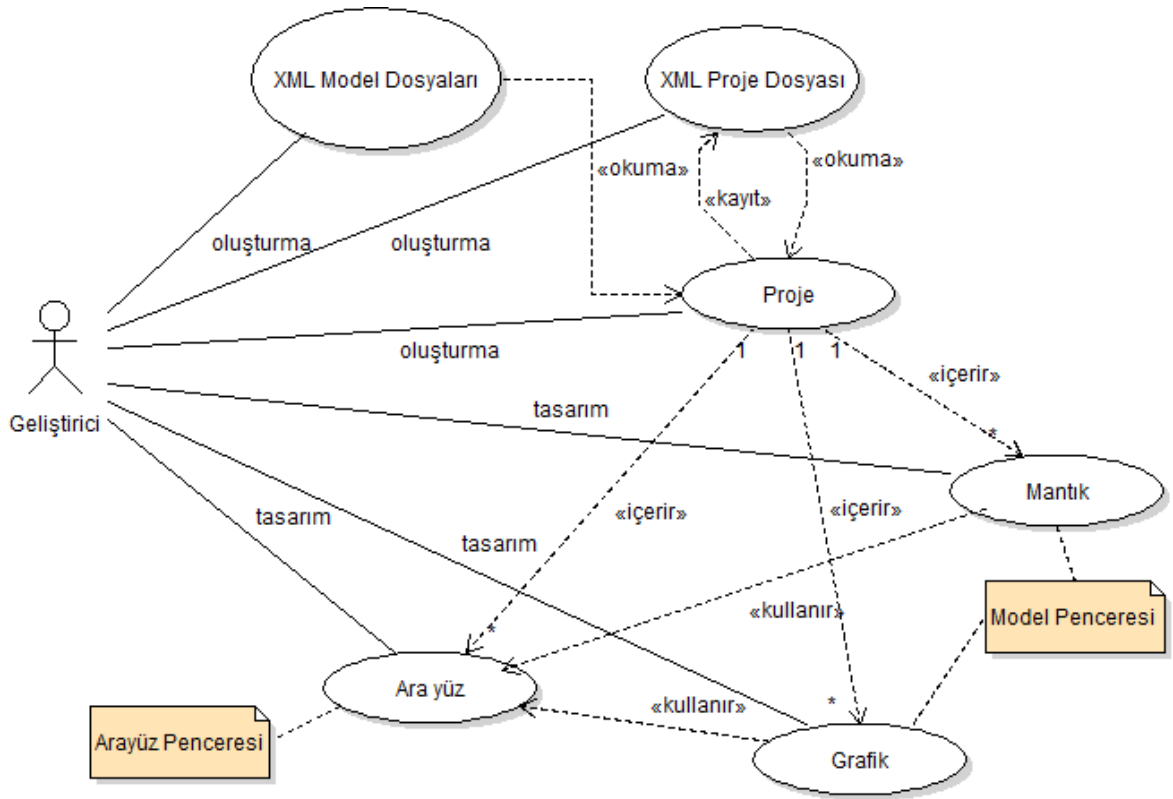 XML Model Dosyaları
XML Proje Dosyası
«okuma»
«okuma»
«kayıt»
oluşturma
oluşturma
Proje
oluşturma
1
1
1
«içerir»
Geliştirici
tasarım
*
Mantık
tasarım
«içerir»
«içerir»
tasarım
«kullanır»
Model Penceresi
*
Ara yüz
«kullanır»
*
Arayüz Penceresi
Grafik